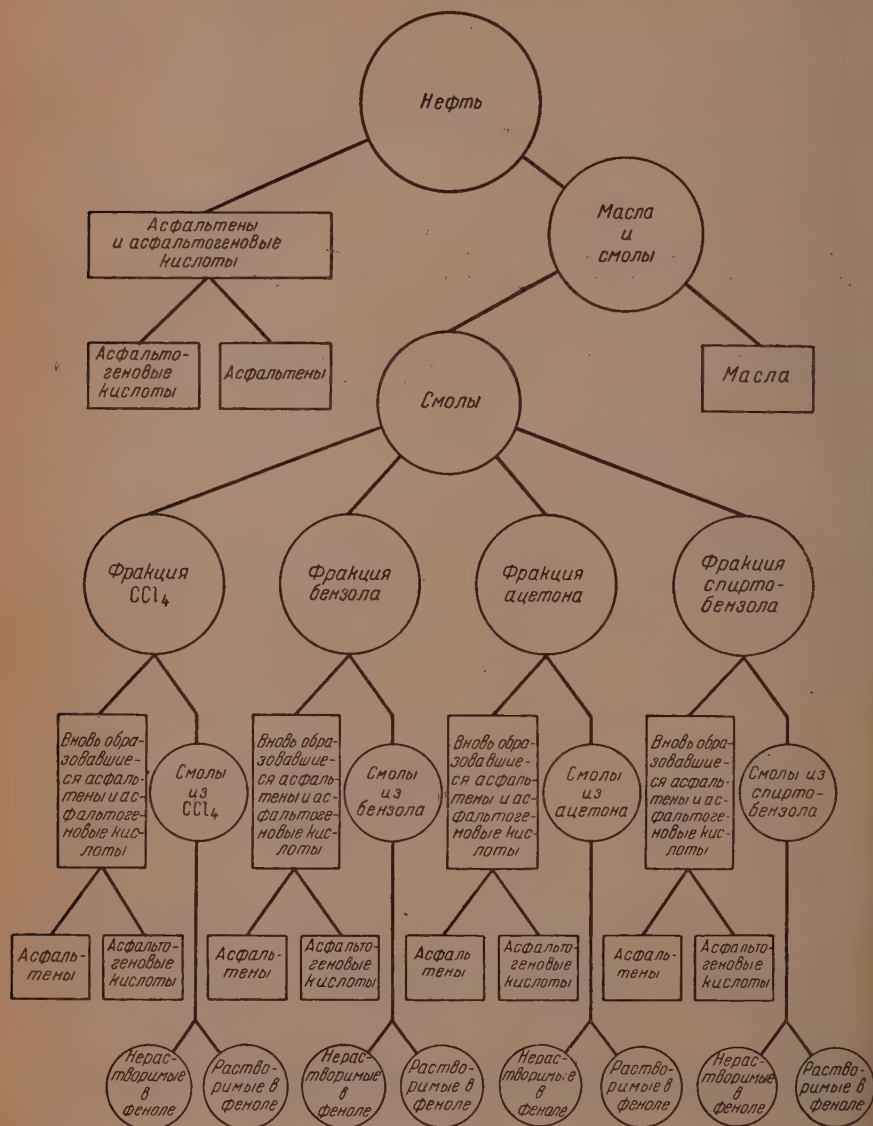 Нефть
Асфальтены
и асфальтогеновые
кислоты
Масла
и
смолы
Асфальто-
геновые
кислоты
Асфальтены
Смолы
Масла
Фракция
CCl4
Фракция
бензола
Фракция
ацетона
Фракция
спирто-
бензола
Вновь обра-
зовавшие-
ся асфаль-
тены и ас-
фальтоге-
новые кис-
лоты
Смолы
из
CCl4
Вновь обра-
зовавшие-
ся асфаль-
тены и ас-
фальтоге-
новые кис-
лоты
Смолы
из
бензола
Вновь обра-
зовавшие-
ся асфаль-
тены и ас-
фальтоге-
новые кис-
лоты
Смолы
из
ацетона
Вновь обра-
зовавшие-
ся асфаль-
тены и ас-
фальтоге-
новые кис-
лоты
Смолы из
спирто-
бензола
Асфаль-
тены
Асфальто-
геновые
кислоты
Асфаль-
тены
Асфальто-
геновые
кислоты
Асфаль
тены
Асфальто-
геновые
кислоты
Асфаль-
тены
Асфальто-
геновые
кислоты
Нерас-
творимые
в
феноле
Раство-
римые в
феноле
Нерас-
творимые
в
феноле
Раство-
римые в
феноле
Нерас-
творимые
в
феноле
Раство-
римые в
феноле
Нерас-
творимые
в
феноле
Раство-
римые в
феноле